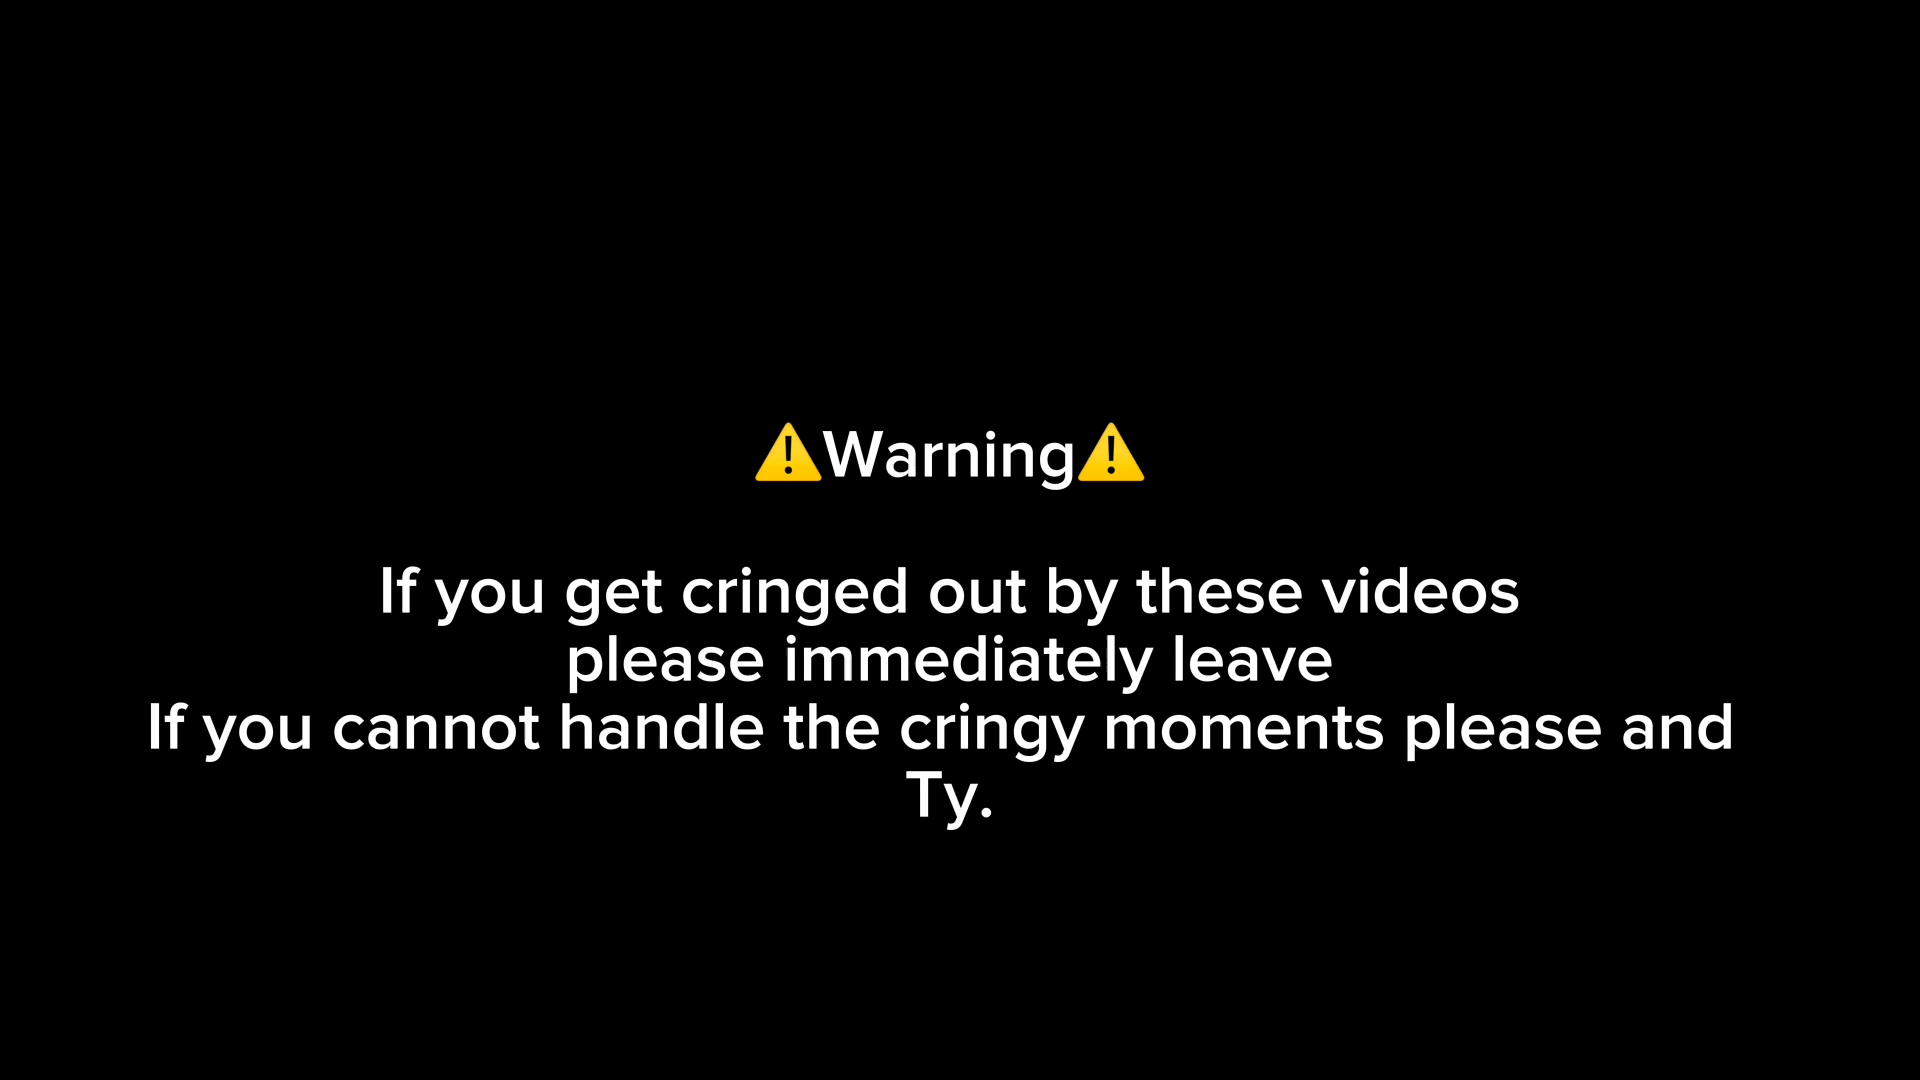 ⚠️Warning⚠️
If you get cringed out by these videos
please immediately leave
If you cannot handle the cringy moments please and
Ty.